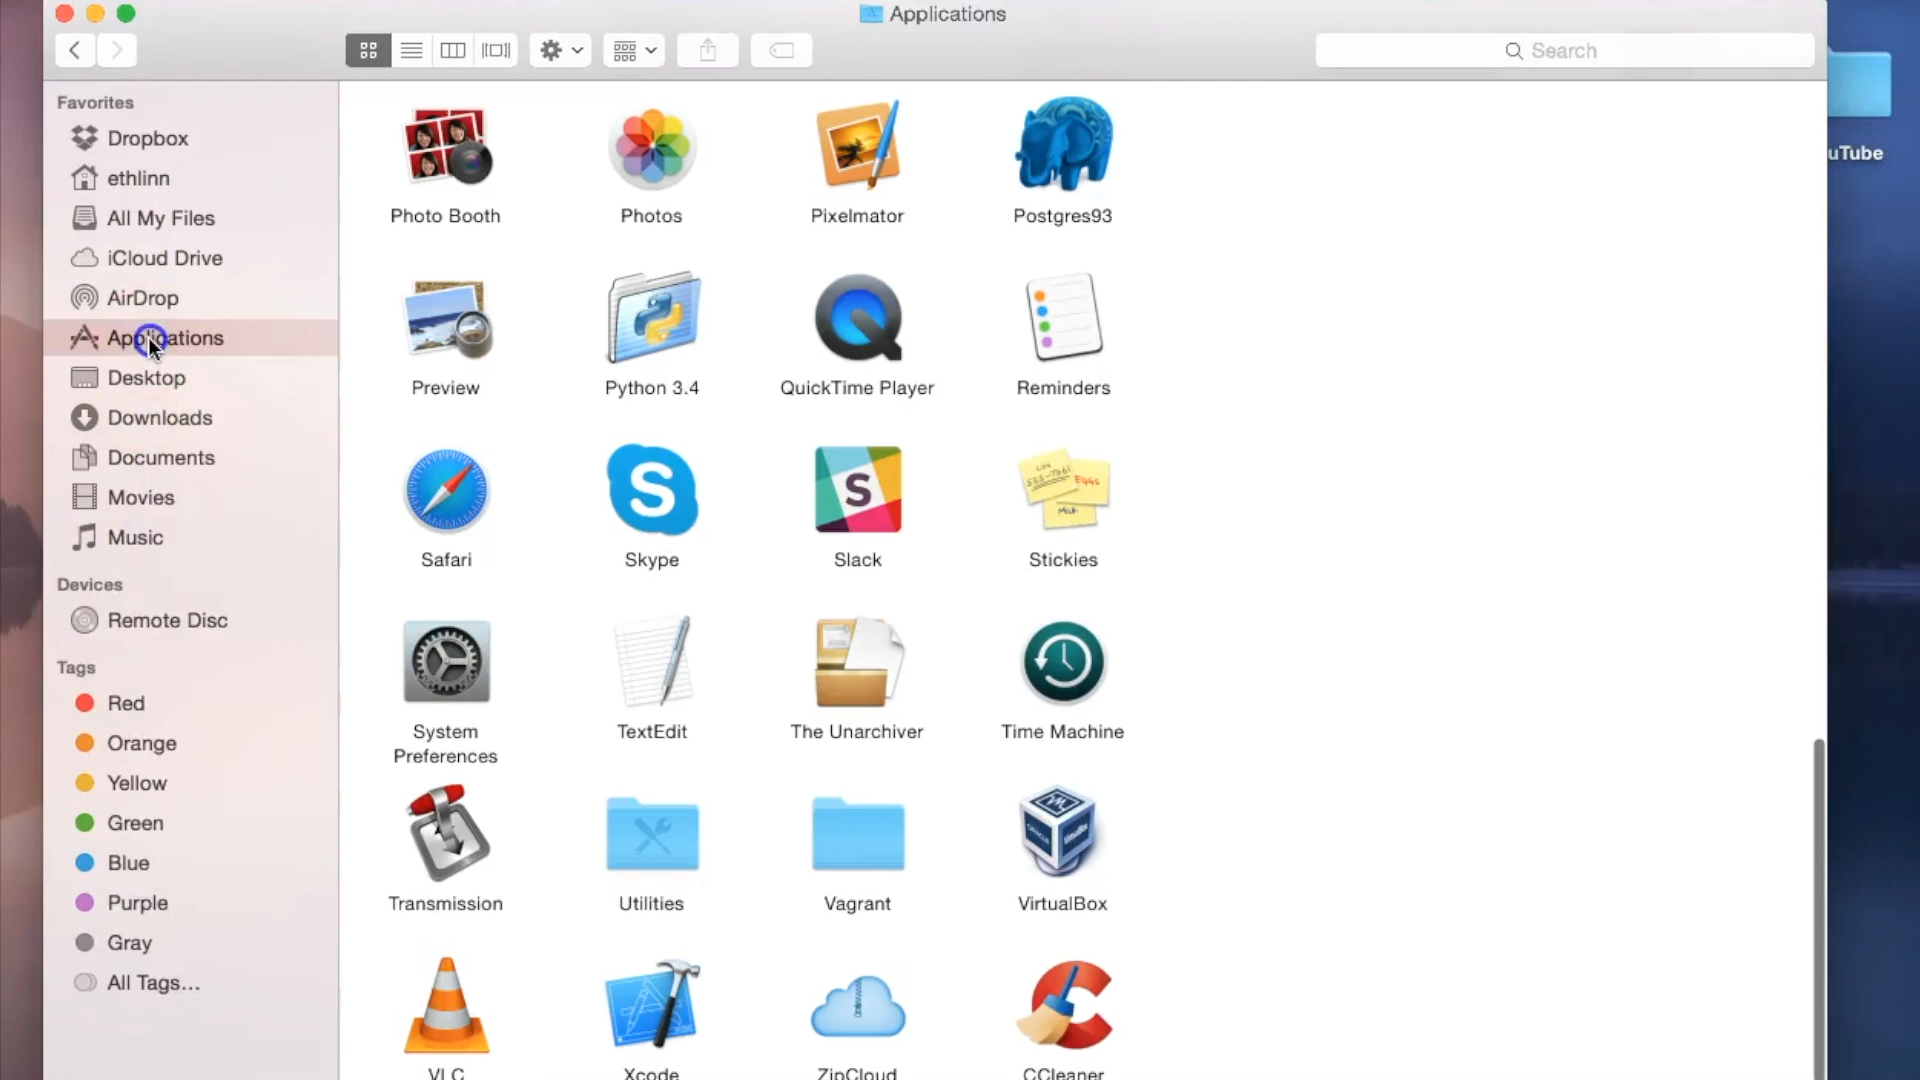 Applications
Search
Favorites
Dropbox
ethlinn
All My Files
iCloud Drive
AirDrop
Applications
Desktop
Downloads
Documents
Movies
Music
Devices
Remote Disc
Tags
Red
Orange
Yellow
Green
Blue
Purple
Gray
All Tags...
Photo Booth
Photos
Pixelmator
Postgres93
Preview
Python 3.4
QuickTime Player
Reminders
Safari
Skype
Slack
Stickies
System
Preferences
TextEdit
The Unarchiver
Time Machine
Transmission
Utilities
Vagrant
VirtualBox
VLC
Xcode
ZipCloud
CCleaner
uTube